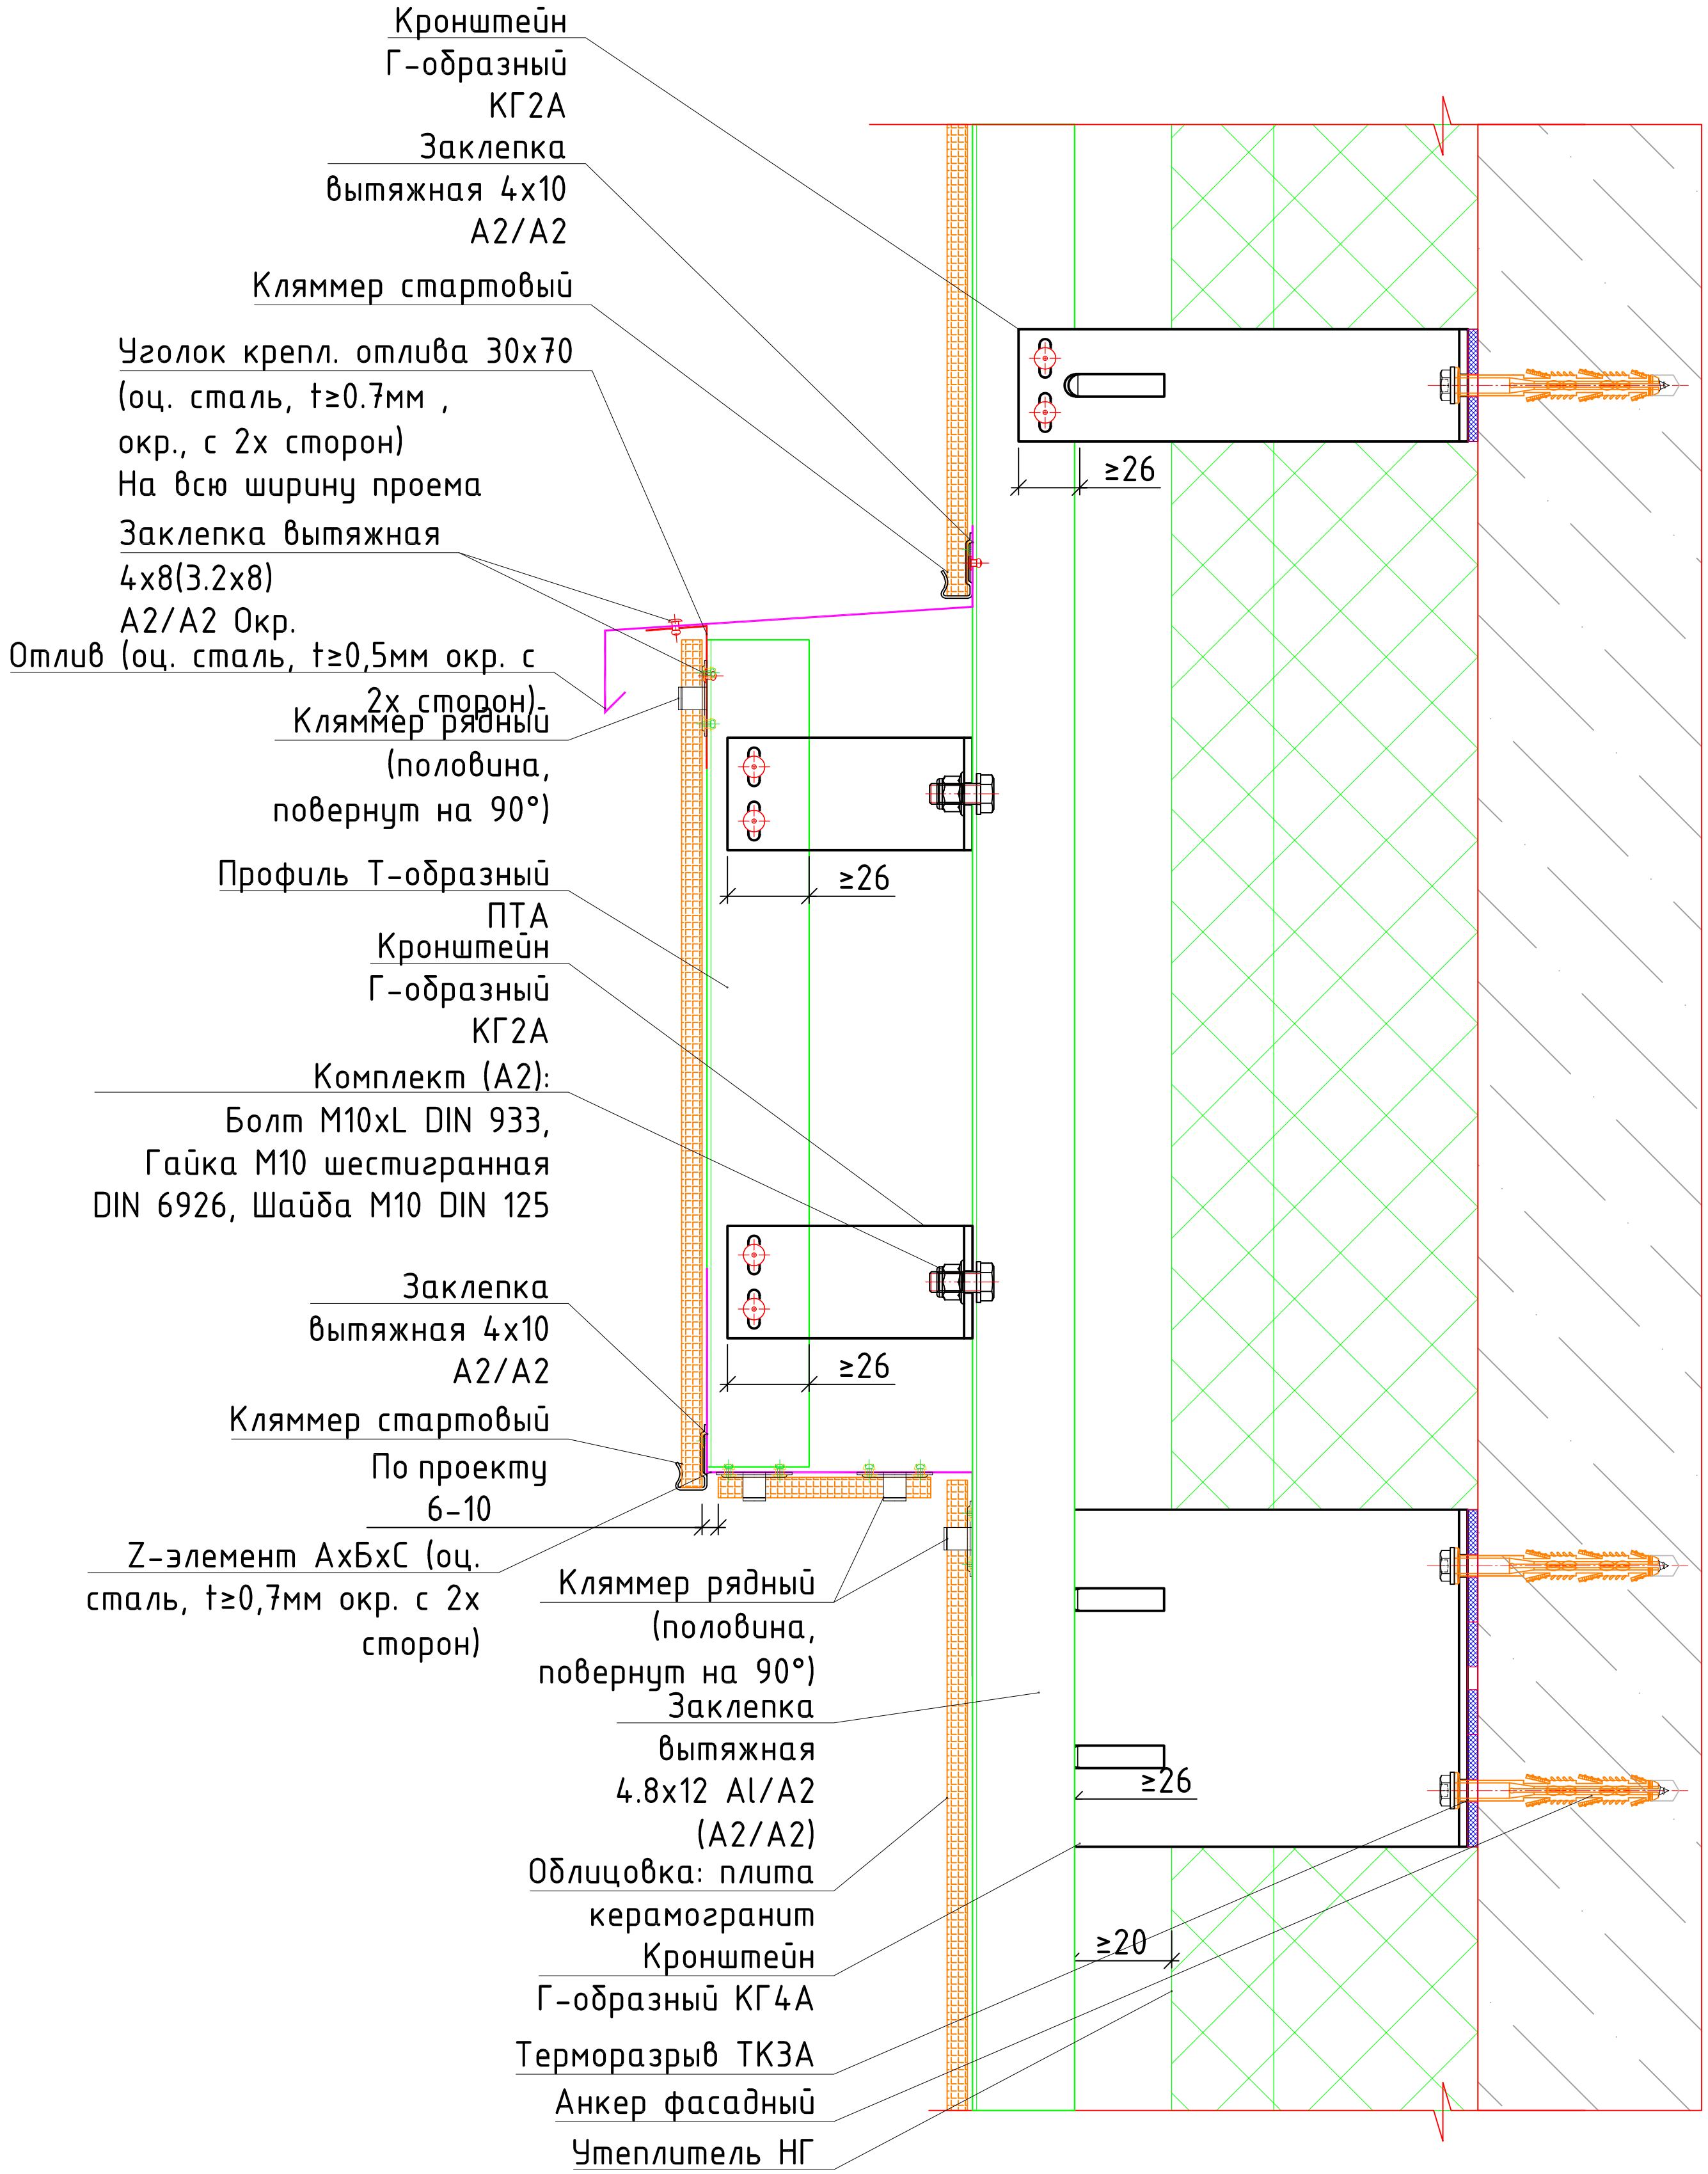 Кронштейн
Г-образный
КГ2А
Заклепка
вытяжная 4х10
А2/А2
Кляммер стартовый
Уголок крепл. отлива 30х70
(оц. сталь, t≥0.7мм ,
окр., с 2х сторон)
На всю ширину проема
Заклепка вытяжная
4х8(3.2х8)
А2/А2 Окр.
Отлив (оц. сталь, t≥0,5мм окр. с
2х сторон)
Кляммер рядный
(половина,
повернут на 90°)
Профиль Т-образный
ПТА
Кронштейн
Г-образный
КГ2А
Комплект (А2):
Болт М10xL DIN 933,
Гайка М10 шестигранная
DIN 6926, Шайба М10 DIN 125
Заклепка
вытяжная 4х10
А2/А2
Кляммер стартовый
По проекту
6-10
Z-элемент АхБхС (оц.
сталь, t≥0,7мм окр. с 2х
сторон)
Кляммер рядный
(половина,
повернут на 90°)
Заклепка
вытяжная
4.8х12 Al/A2
(А2/А2)
Облицовка: плита
керамогранит
Кронштейн
Г-образный КГ4А
Терморазрыв ТК3А
Анкер фасадный
Утеплитель НГ
≥26
≥26
≥26
≥26
≥20